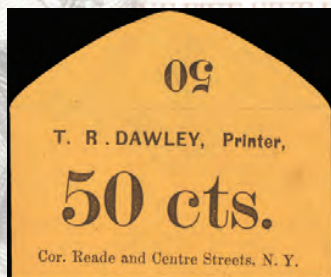 50
T. R. DAWLEY, Printer,
50 cts.
Cor. Reade and Centre Streets, N. Y.